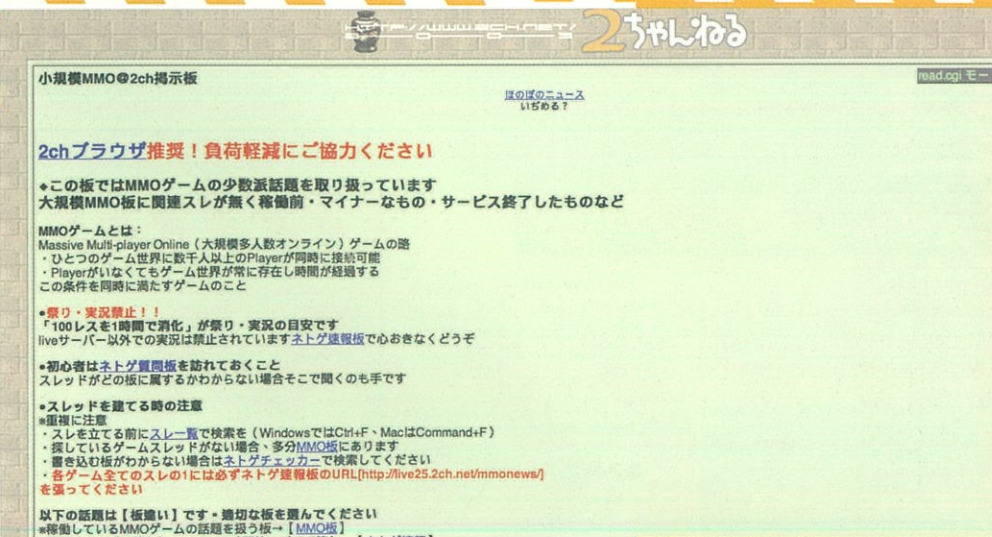 ２ちゃんねる
小規模MMO@2ch掲示板
read.cgi モー
ほのぼのニュース
いぢめる？
2chブラウザ推奨！負荷軽減にご協力ください
◆この板ではMMOゲームの少数派話題を取り扱っています
大規模MMO板に関連スレが無く稼働前・マイナーなもの・サービス終了したものなど
MMOゲームとは：
Massive Multi-player Online（大規模多人数オンライン）ゲームの略
・ひとつのゲーム世界に数千人以上のPlayerが同時に接続可能
・Playerがいなくてもゲーム世界が常に存在し時間が経過する
この条件を同時に満たすゲームのこと
●祭り・実況禁止！！
「100レスを1時間で消化」が祭り・実況の目安です
liveサーバー以外での実況は禁止されていますネトゲ速報板で心おきなくどうぞ
●初心者はネトゲ質問板を訪れておくこと
スレッドがどの板に属するかわからない場合そこで聞くのも手です
●スレッドを建てる時の注意
※重複に注意
・スレを立てる前にスレ一覧で検索を（WindowsではCtrl+F、MacはCommand+F）
・探しているゲームスレッドがない場合、多分MMO板にあります
・書き込む板がわからない場合はネトゲチェッカーで検索してください
・各ゲーム全てのスレの1には必ずネトゲ速報板のURL[http://live25.2ch.net/mmonews/]
を張ってください
以下の話題は【板違い】です・適切な板を選んでください
※稼働しているMMOゲームの話題を扱う板→【MMO板】